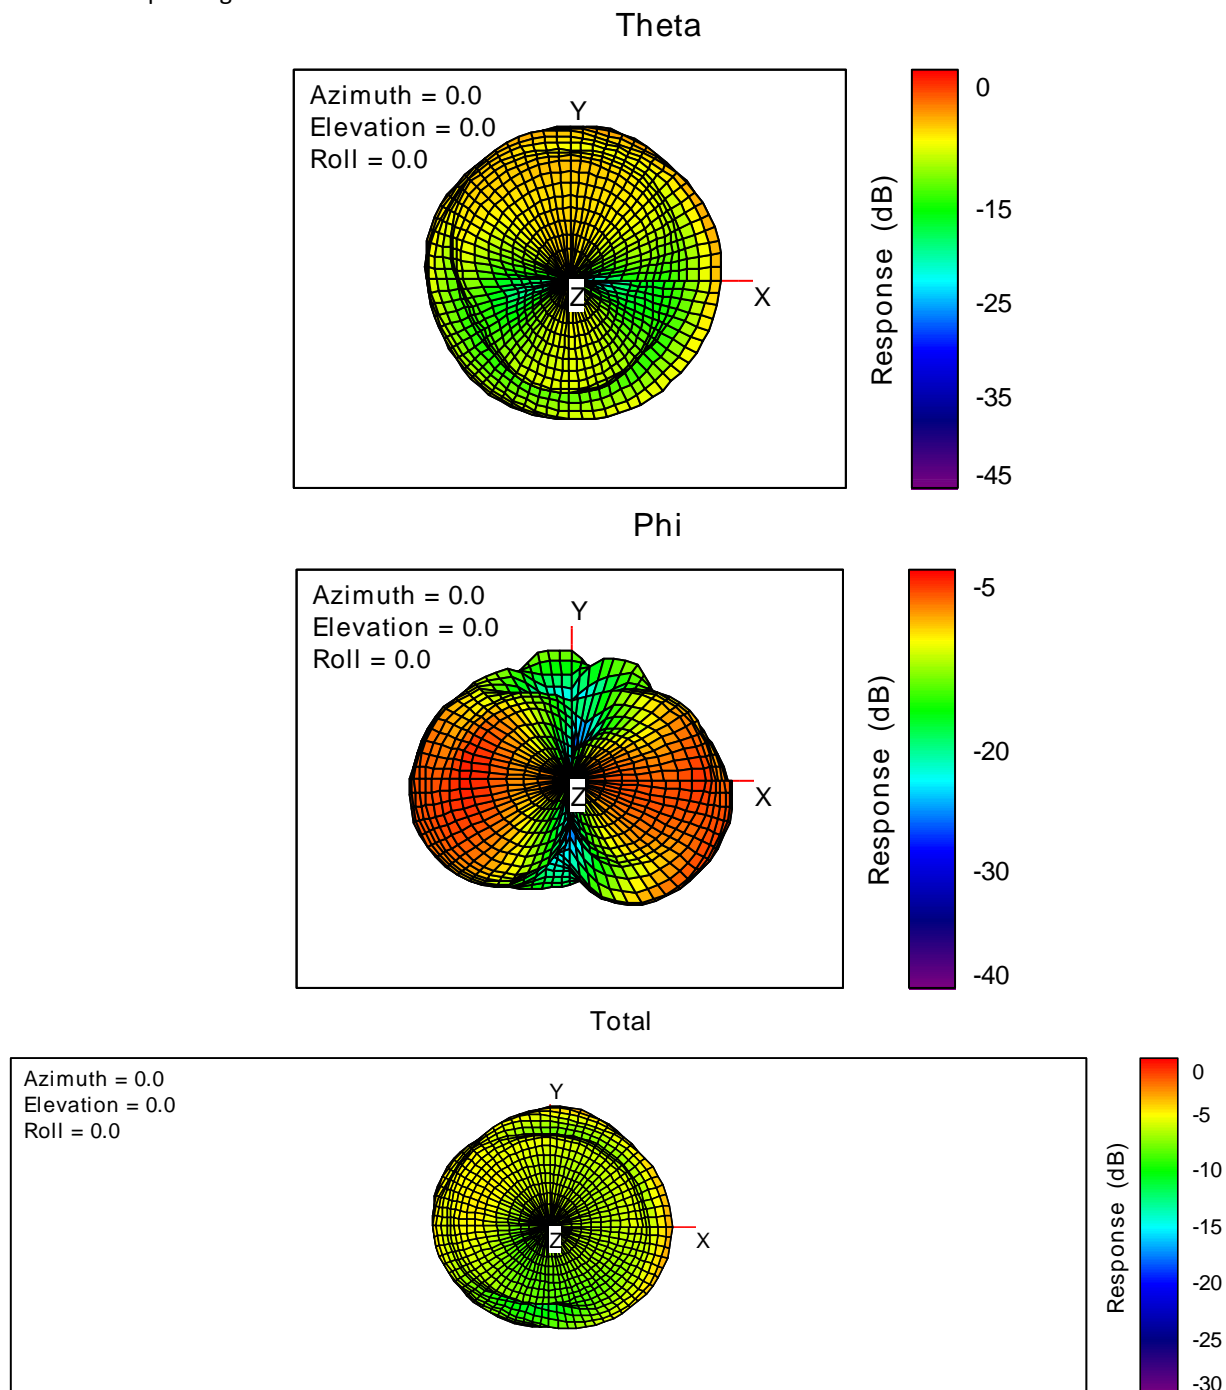 Theta
Azimuth = 0.0
Elevation = 0.0
Roll = 0.0
Y
X
Z
Response (dB)
0
-15
-25
-35
-45
Phi
Azimuth = 0.0
Elevation = 0.0
Roll = 0.0
Y
X
Z
Response (dB)
-5
-20
-30
-40
Total
Azimuth = 0.0
Elevation = 0.0
Roll = 0.0
Y
X
Z
Response (dB)
0
-5
-10
-15
-20
-25
-30